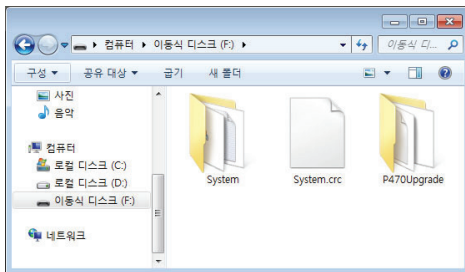 컴퓨터 ▸ 이동식 디스크 (F:) ▸
이동식 디...
구성 ▾ 공유 대상 ▾ 굽기 새 폴더
사진
음악
컴퓨터
로컬 디스크 (C:)
로컬 디스크 (D:)
이동식 디스크 (F:)
네트워크
System
System.crc
P470Upgrade